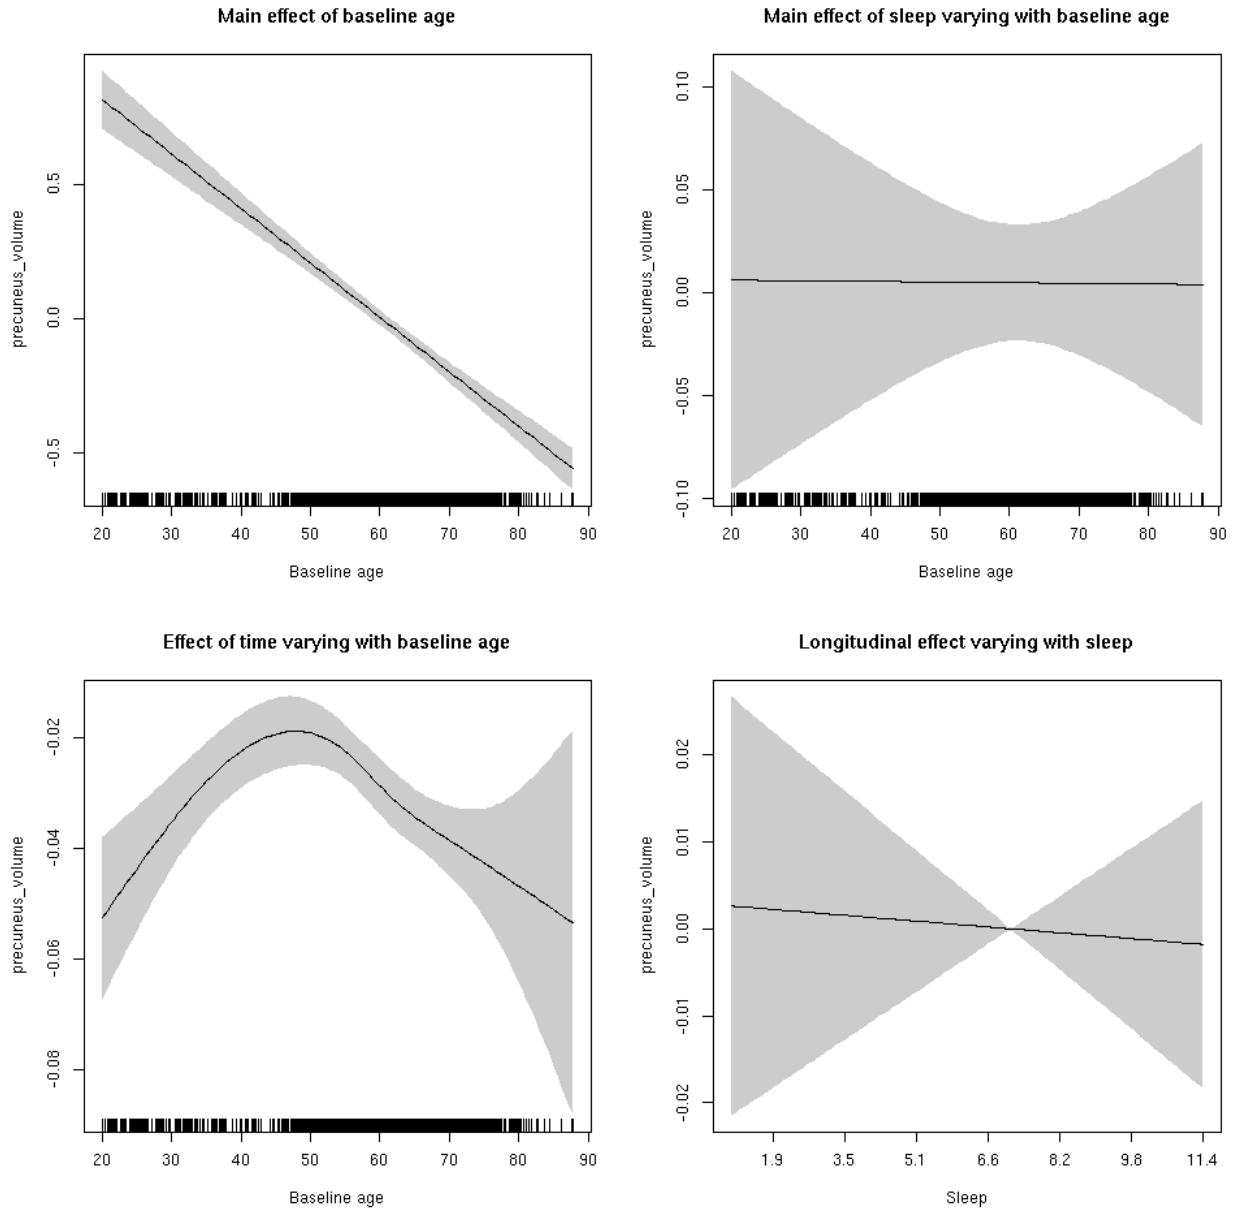 Main effect of baseline age
precuneus_volume
0.5
0.0
-0.5
20 30 40 50 60 70 80 90
Baseline age
Main effect of sleep varying with baseline age
precuneus_volume
0.10
0.05
0.00
-0.05
-0.10
20 30 40 50 60 70 80 90
Baseline age
Effect of time varying with baseline age
precuneus_volume
-0.02
-0.04
-0.06
-0.08
20 30 40 50 60 70 80 90
Baseline age
Longitudinal effect varying with sleep
precuneus_volume
0.02
0.01
0.00
-0.01
-0.02
1.9 3.5 5.1 6.6 8.2 9.8 11.4
Sleep